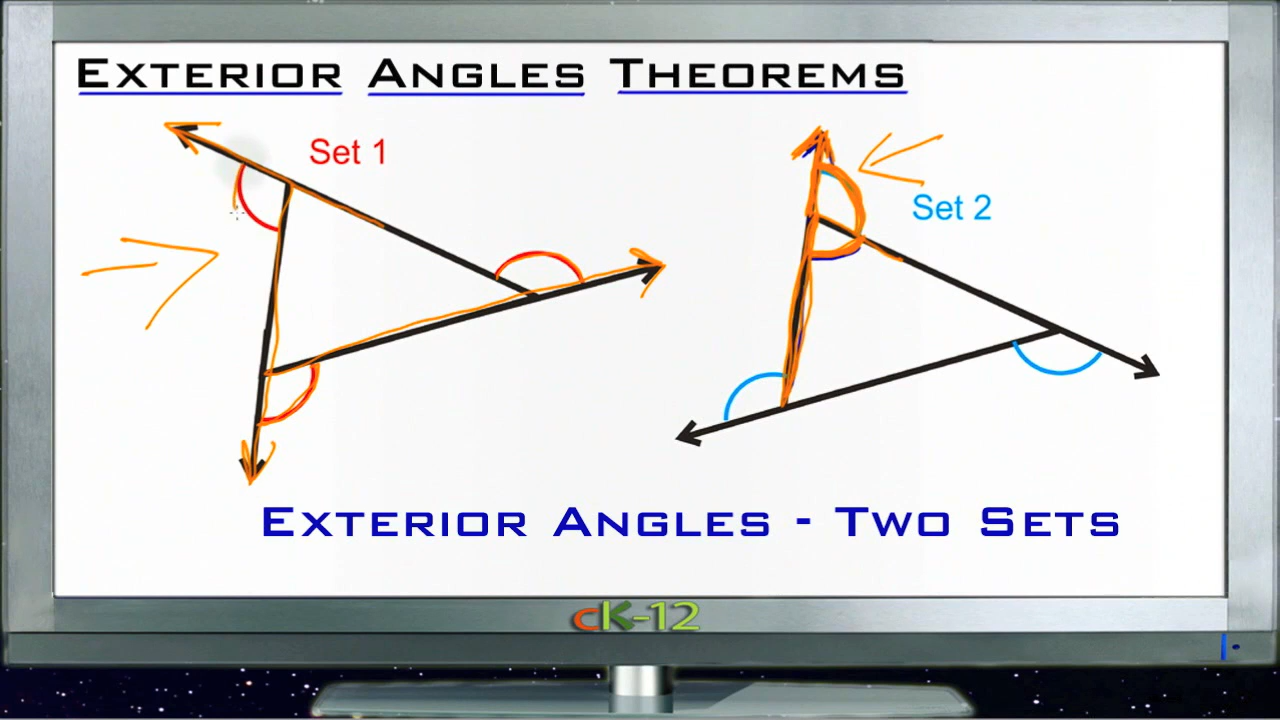 Exterior Angles Theorems
Set 1
Set 2
Exterior Angles - Two Sets
cK-12